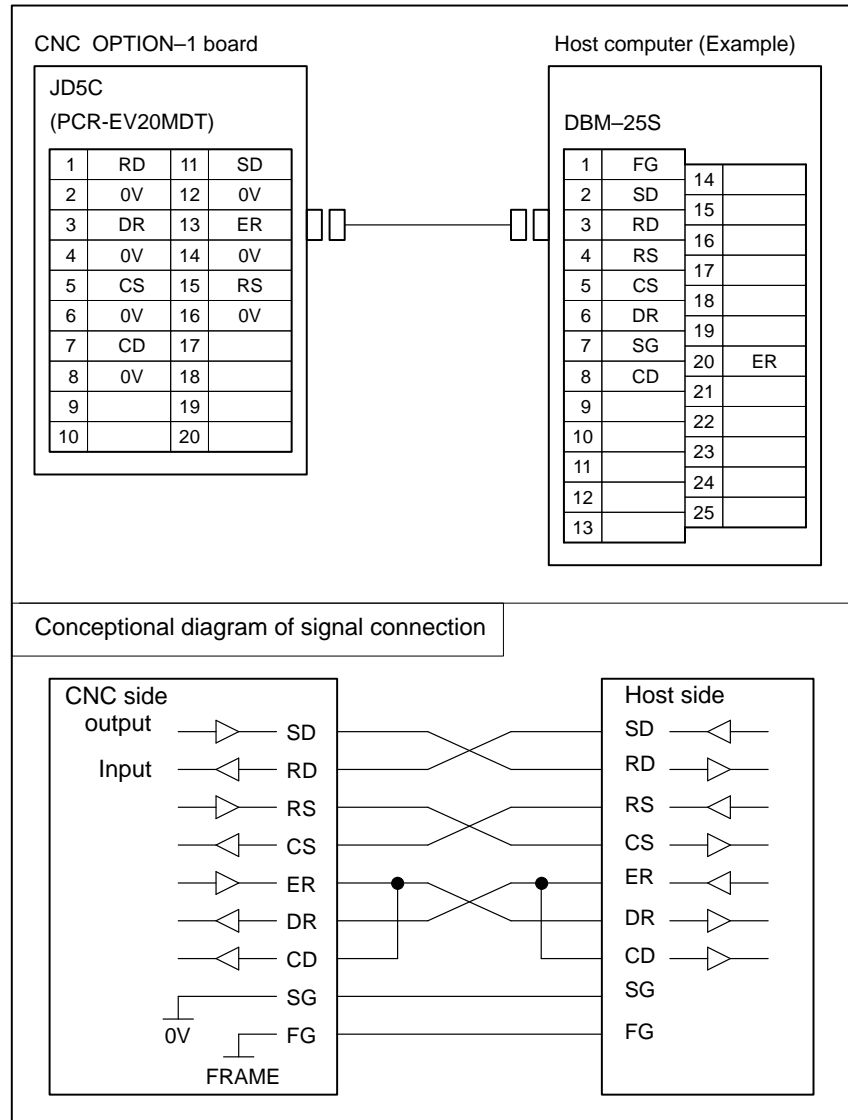 CNC OPTION–1 board
Host computer (Example)
JD5C
(PCR-EV20MDT)
1 RD 11 SD
2 0V 12 0V
3 DR 13 ER
4 0V 14 0V
5 CS 15 RS
6 0V 16 0V
7 CD 17
8 0V 18
9 19
10 20
DBM–25S
1 FG
2 SD
3 RD
4 RS
5 CS
6 DR
7 SG
8 CD
9
10
11
12
13
14
15
16
17
18
19
20 ER
21
22
23
24
25
Conceptional diagram of signal connection
CNC side
output
Input
SD
RD
RS
CS
ER
DR
CD
SG
0V
FG
FRAME
Host side
SD
RD
RS
CS
ER
DR
CD
SG
FG